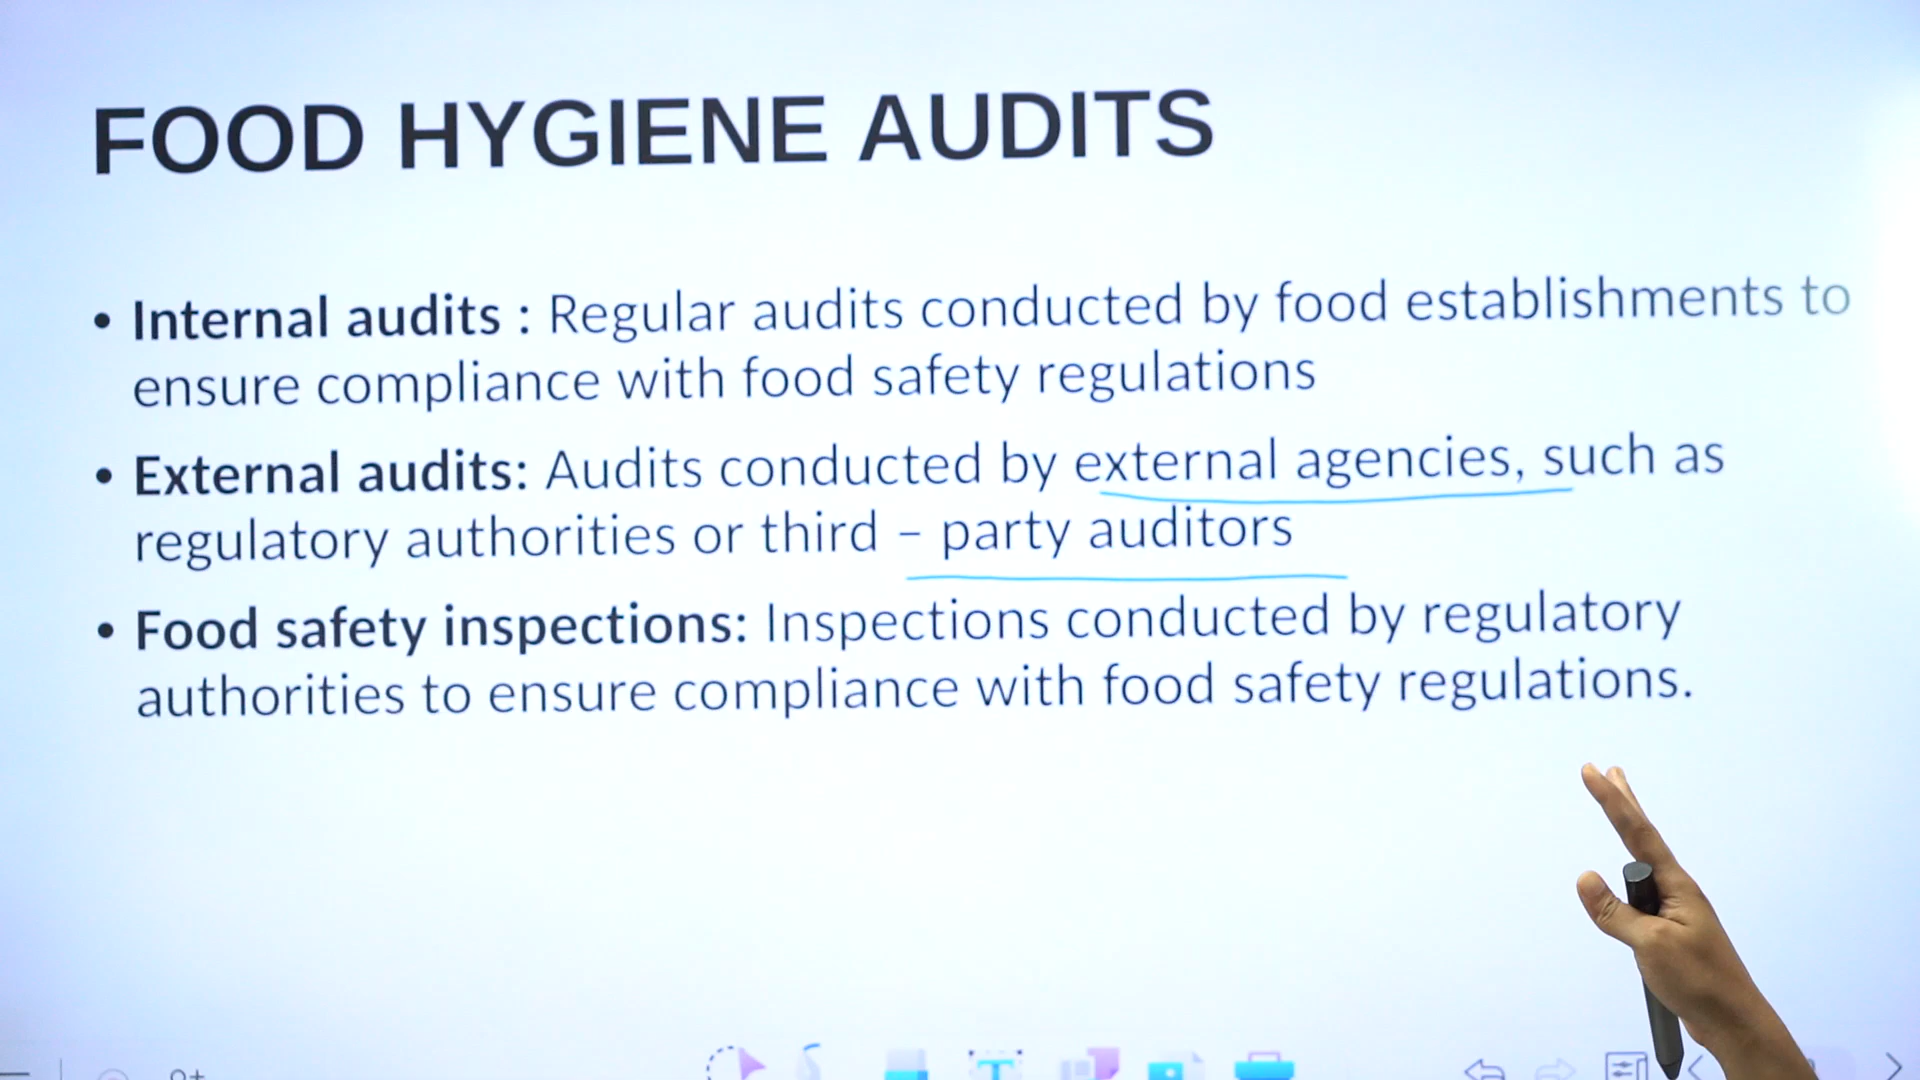 FOOD HYGIENE AUDITS
• Internal audits : Regular audits conducted by food establishments to
ensure compliance with food safety regulations
• External audits: Audits conducted by external agencies, such as
regulatory authorities or third – party auditors
• Food safety inspections: Inspections conducted by regulatory
authorities to ensure compliance with food safety regulations.